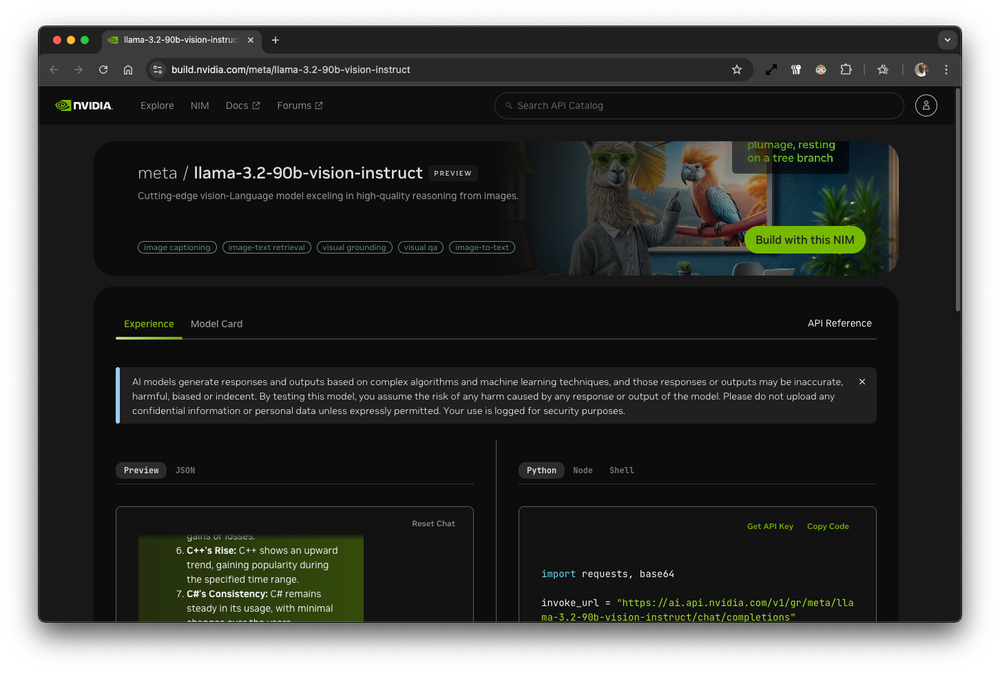 llama-3.2-90b-vision-instruc
build.nvidia.com/meta/llama-3.2-90b-vision-instruct
NVIDIA.
Explore NIM Docs Forums
Search API Catalog
meta / llama-3.2-90b-vision-instruct PREVIEW
Cutting-edge vision-Language model exceling in high-quality reasoning from images.
image captioning image-text retrieval visual grounding visual qa image-to-text
plumage, resting
on a tree branch
Build with this NIM
Experience Model Card
API Reference
AI models generate responses and outputs based on complex algorithms and machine learning techniques, and those responses or outputs may be inaccurate,
harmful, biased or indecent. By testing this model, you assume the risk of any harm caused by any response or output of the model. Please do not upload any
confidential information or personal data unless expressly permitted. Your use is logged for security purposes.
Preview JSON
Reset Chat
gains or losses.
6. C++'s Rise: C++ shows an upward
trend, gaining popularity during
the specified time range.
7. C#'s Consistency: C# remains
steady in its usage, with minimal
changes over the years
Python Node Shell
Get API Key Copy Code
import requests, base64
invoke_url = "https://ai.api.nvidia.com/v1/gr/meta/lla
ma-3.2-90b-vision-instruct/chat/completions"